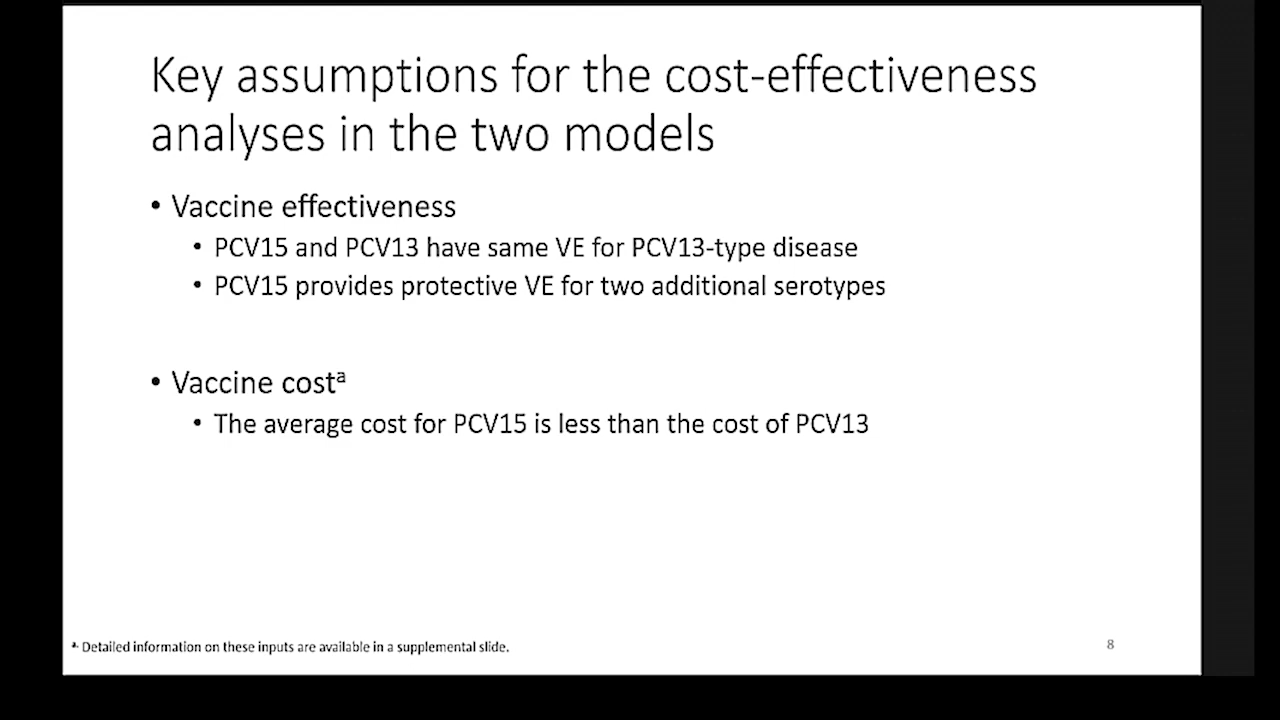 Key assumptions for the cost-effectiveness
analyses in the two models
• Vaccine effectiveness
• PCV15 and PCV13 have same VE for PCV13-type disease
• PCV15 provides protective VE for two additional serotypes
• Vaccine costᵃ
• The average cost for PCV15 is less than the cost of PCV13
ᵃ· Detailed information on these inputs are available in a supplemental slide.
8